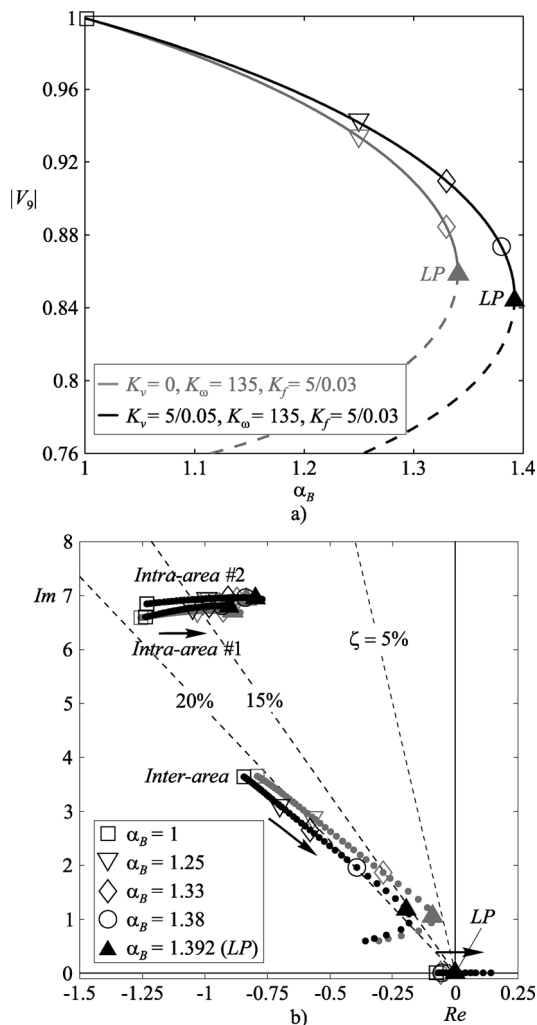 1
0.96
0.92
|V9|
0.88
LP
LP
0.84
0.8
Kv = 0, Kω = 135, Kf = 5/0.03
Kv = 5/0.05, Kω = 135, Kf = 5/0.03
0.76
1 1.1 1.2 1.3 1.4
αB
a)
8
Im 7
Intra-area #2
6
Intra-area #1
ζ = 5%
5
20% 15%
4
Inter-area
3
αB = 1
αB = 1.25
2
αB = 1.33
αB = 1.38
1
LP
αB = 1.392 (LP)
0
-1.5 -1.25 -1 -0.75 -0.5 -0.25 0 0.25
b) Re